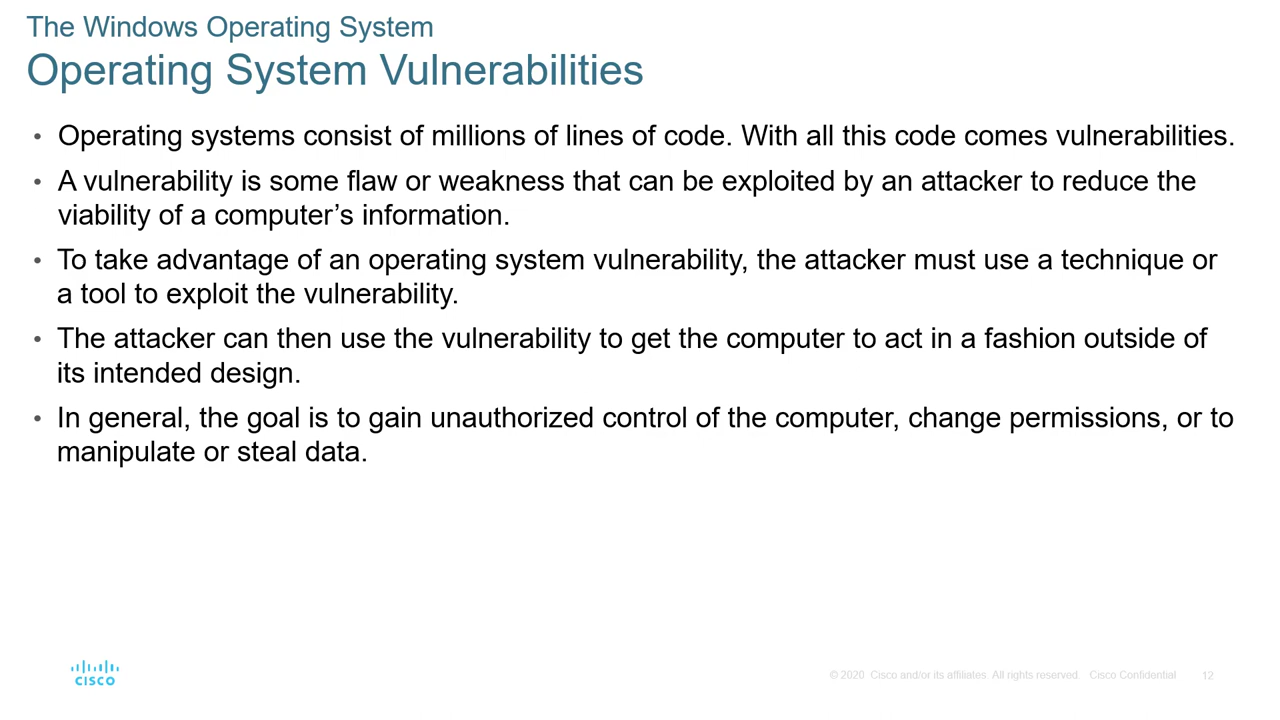 The Windows Operating System
Operating System Vulnerabilities
• Operating systems consist of millions of lines of code. With all this code comes vulnerabilities.
• A vulnerability is some flaw or weakness that can be exploited by an attacker to reduce the
viability of a computer’s information.
• To take advantage of an operating system vulnerability, the attacker must use a technique or
a tool to exploit the vulnerability.
• The attacker can then use the vulnerability to get the computer to act in a fashion outside of
its intended design.
• In general, the goal is to gain unauthorized control of the computer, change permissions, or to
manipulate or steal data.
CISCO
© 2020 Cisco and/or its affiliates. All rights reserved. Cisco Confidential 12